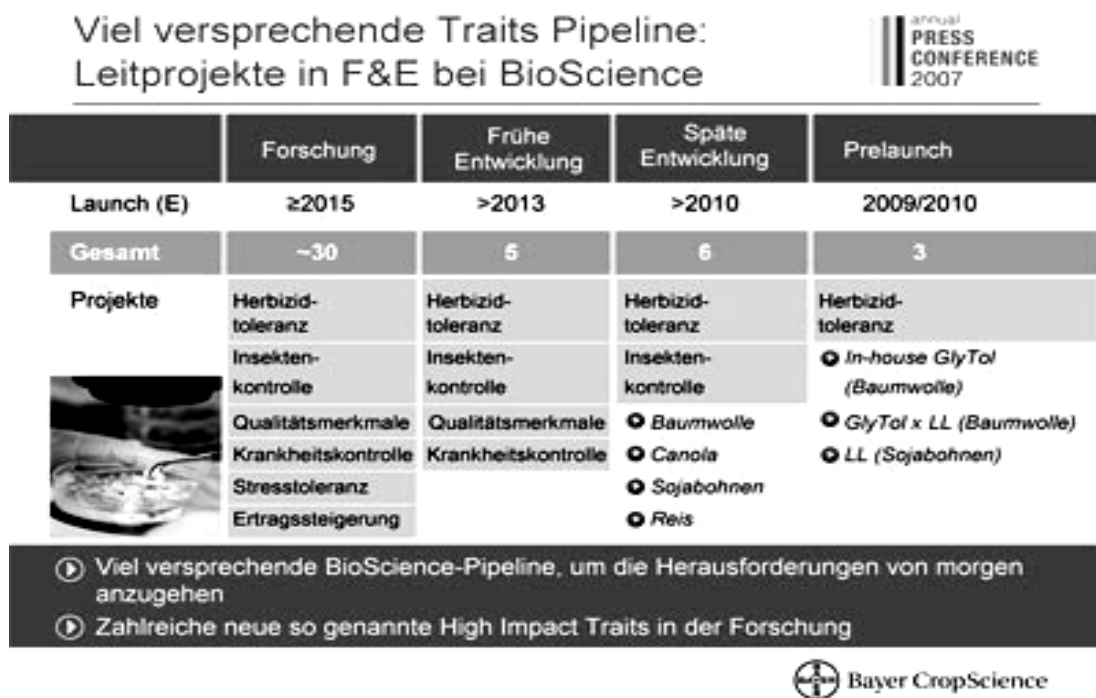 Viel versprechende Traits Pipeline:
Leitprojekte in F&E bei BioScience
annual
PRESS
CONFERENCE
2007
Forschung
Frühe
Entwicklung
Späte
Entwicklung
Prelaunch
Launch (E) ≥2015 >2013 >2010 2009/2010
Gesamt ~30 5 6 3
Projekte
Herbizid-
toleranz
Insekten-
kontrolle
Qualitätsmerkmale
Krankheitskontrolle
Stresstoleranz
Ertragssteigerung
Herbizid-
toleranz
Insekten-
kontrolle
Qualitätsmerkmale
Krankheitskontrolle
Herbizid-
toleranz
Insekten-
kontrolle
Baumwolle
Canola
Sojabohnen
Reis
Herbizid-
toleranz
In-house GlyTol
(Baumwolle)
GlyTol x LL (Baumwolle)
LL (Sojabohnen)
Viel versprechende BioScience-Pipeline, um die Herausforderungen von morgen
anzugehen
Zahlreiche neue so genannte High Impact Traits in der Forschung
Bayer CropScience